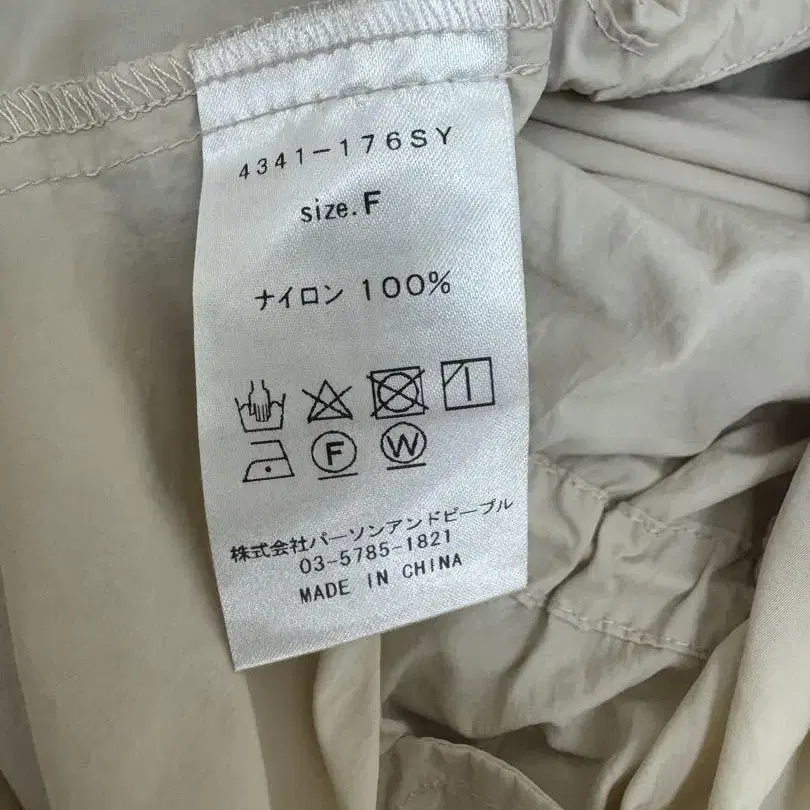 4341-176SY
size.F
ナイロン 100%
F W
株式会社パーソンアンドピープル
03-5785-1821
MADE IN CHINA